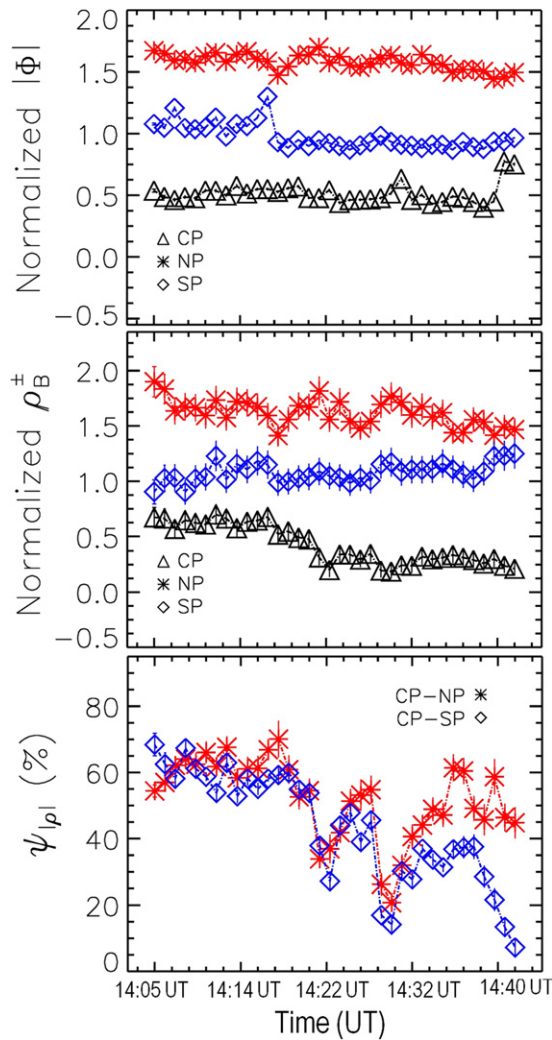 Normalized |Φ|
2.0
1.5
1.0
0.5
0.0
−0.5
CP
NP
SP
Normalized ρ_B^±
2.0
1.5
1.0
0.5
0.0
−0.5
CP
NP
SP
ψ_|ρ| (%)
80
60
40
20
0
CP−NP
CP−SP
14:05 UT 14:14 UT 14:22 UT 14:32 UT 14:40 UT
Time (UT)